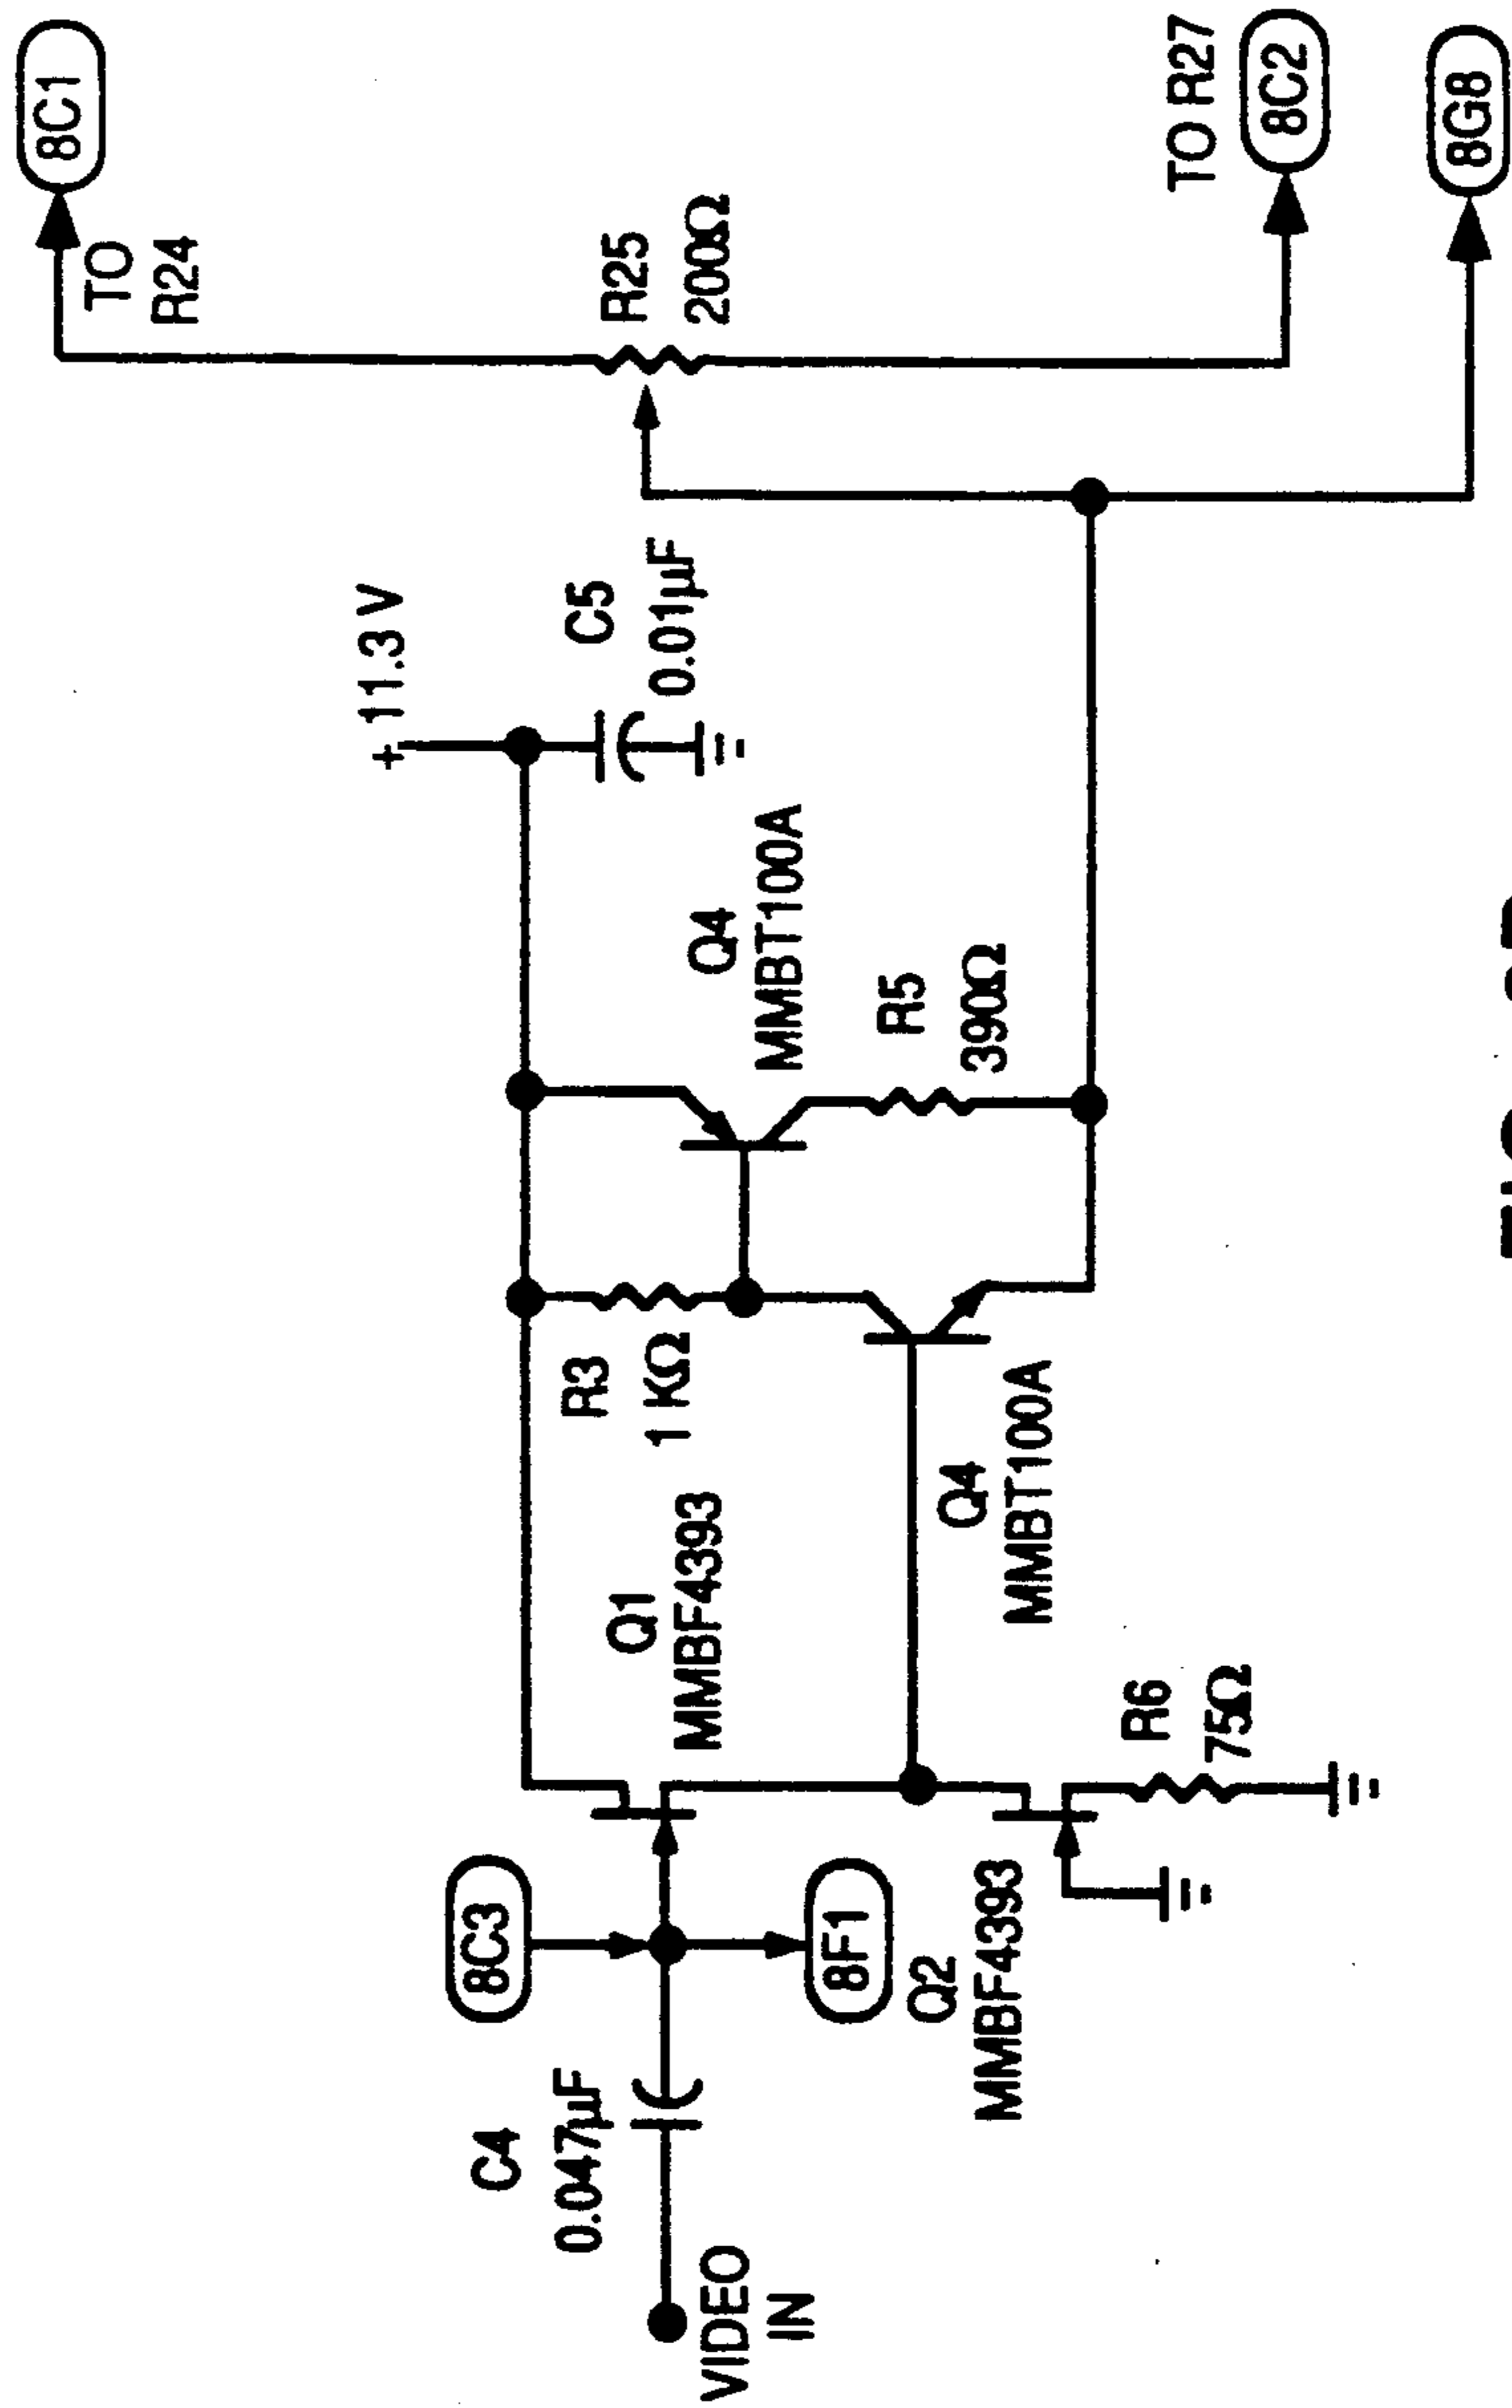 8C1
TO
R24
R25
200Ω
TO R27
8C2
8G8
+ 11.3 V
C5
0.01µF
Q4
MMBT100A
R5
390Ω
R3
1 KΩ
Q1
MMBF4393
Q4
MMBT100A
R6
75Ω
8C3
8F1
Q2
MMBF4393
C4
0.047µF
VIDEO
IN